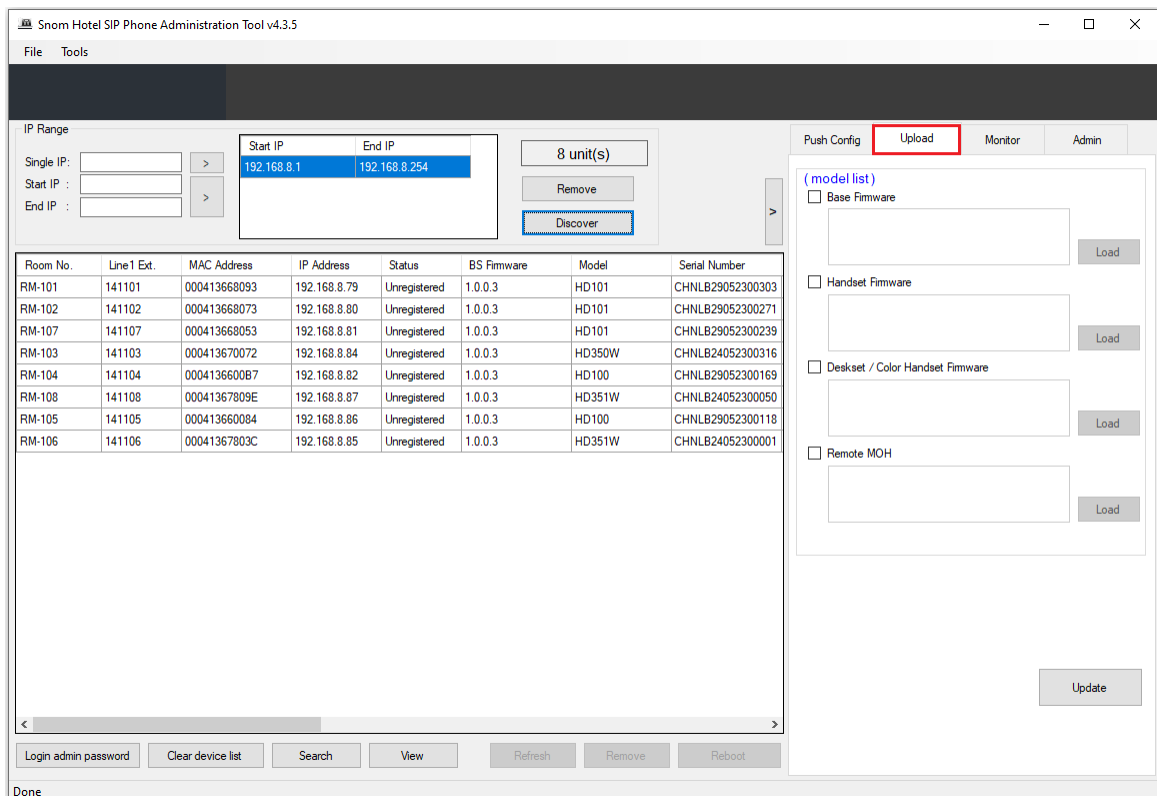 Snom Hotel SIP Phone Administration Tool v4.3.5
File Tools
IP Range
Single IP: >
Start IP :
End IP :
>
Start IP End IP
192.168.8.1 192.168.8.254
8 unit(s)
Remove
Discover
>
Room No. Line1 Ext. MAC Address IP Address Status BS Firmware Model Serial Number
RM-101 141101 000413668093 192.168.8.79 Unregistered 1.0.0.3 HD101 CHNLB29052300303
RM-102 141102 000413668073 192.168.8.80 Unregistered 1.0.0.3 HD101 CHNLB29052300271
RM-107 141107 000413668053 192.168.8.81 Unregistered 1.0.0.3 HD101 CHNLB29052300239
RM-103 141103 000413670072 192.168.8.84 Unregistered 1.0.0.3 HD350W CHNLB24052300316
RM-104 141104 0004136600B7 192.168.8.82 Unregistered 1.0.0.3 HD100 CHNLB29052300169
RM-108 141108 00041367809E 192.168.8.87 Unregistered 1.0.0.3 HD351W CHNLB24052300050
RM-105 141105 000413660084 192.168.8.86 Unregistered 1.0.0.3 HD100 CHNLB29052300118
RM-106 141106 00041367803C 192.168.8.85 Unregistered 1.0.0.3 HD351W CHNLB24052300001
Login admin password Clear device list Search View Refresh Remove Reboot
Push Config Upload Monitor Admin
( model list )
Base Firmware
Load
Handset Firmware
Load
Deskset / Color Handset Firmware
Load
Remote MOH
Load
Update
Done